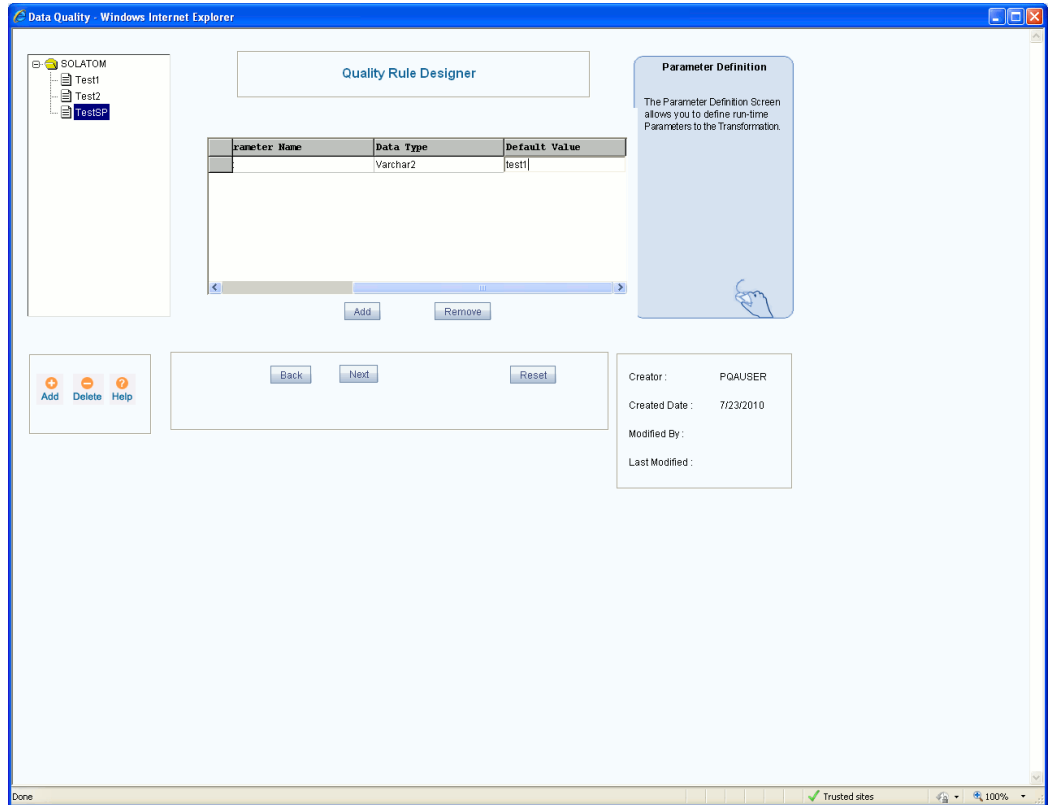 Data Quality - Windows Internet Explorer
SOLATOM
Test1
Test2
TestSP
Quality Rule Designer
Parameter Definition
The Parameter Definition Screen
allows you to define run-time
Parameters to the Transformation.
rameter Name Data Type Default Value
Varchar2 test1
Add Remove
Back Next Reset
Add Delete Help
Creator : PQAUSER
Created Date : 7/23/2010
Modified By :
Last Modified :
Done Trusted sites 100%